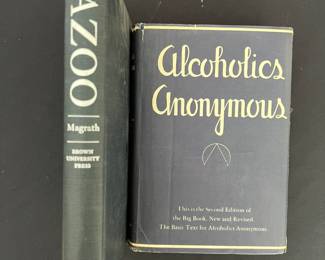 AZOO
Magrath
BROWN
UNIVERSITY
PRESS
Alcoholics
Anonymous
This is the Second Edition of
the Big Book, New and Revised
The Basic Text for Alcoholics Anonymous